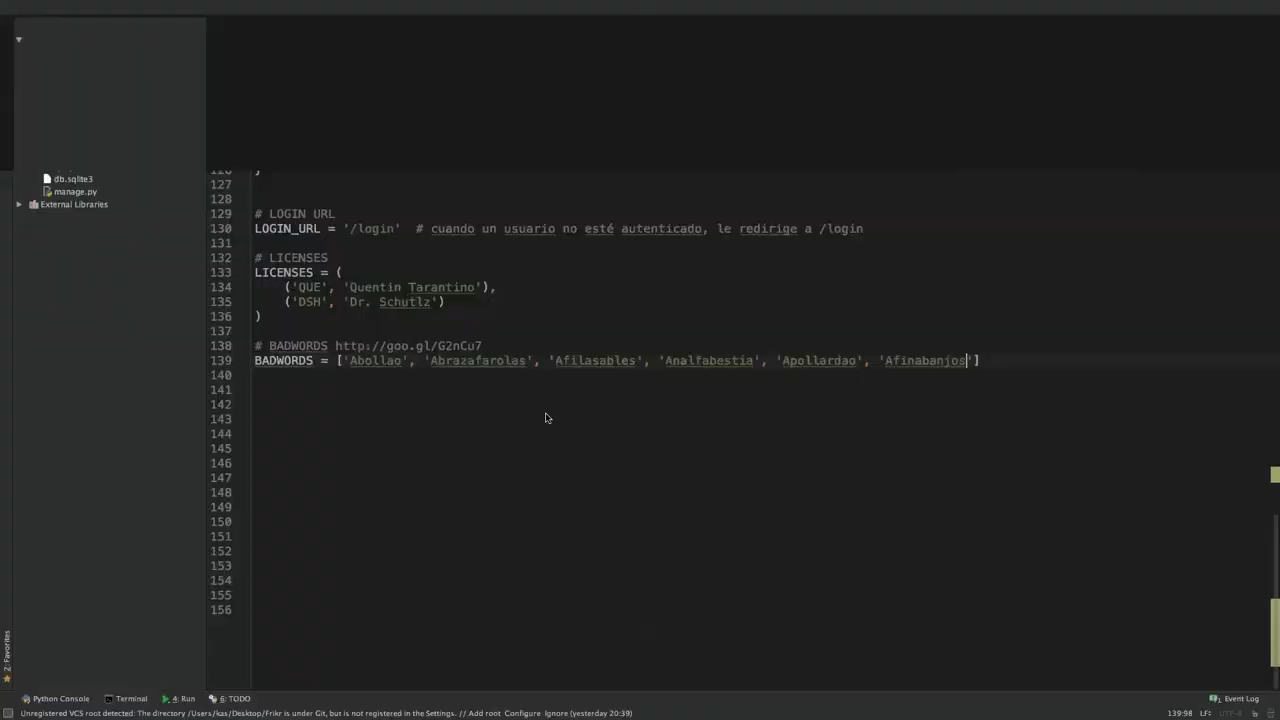 db.sqlite3
manage.py
External Libraries
127
128
129 # LOGIN URL
130 LOGIN_URL = '/login' # cuando un usuario no esté autenticado, le redirige a /login
131
132 # LICENSES
133 LICENSES = (
134 ('QUE', 'Quentin Tarantino'),
135 ('DSH', 'Dr. Schutlz')
136 )
137
138 # BADWORDS http://goo.gl/G2nCu7
139 BADWORDS = ['Abollao', 'Abrazafarolas', 'Afilasables', 'Analfabestia', 'Apollardao', 'Afinabanjos']
140
141
142
143
144
145
146
147
148
149
150
151
152
153
154
155
156
2: Favorites
Python Console Terminal 4: Run 6: TODO Event Log
Unregistered VCS root detected: The directory /Users/kas/Desktop/Frikr is under Git, but is not registered in the Settings. // Add root Configure Ignore (yesterday 20:39) 139:98 LF: UTF-8